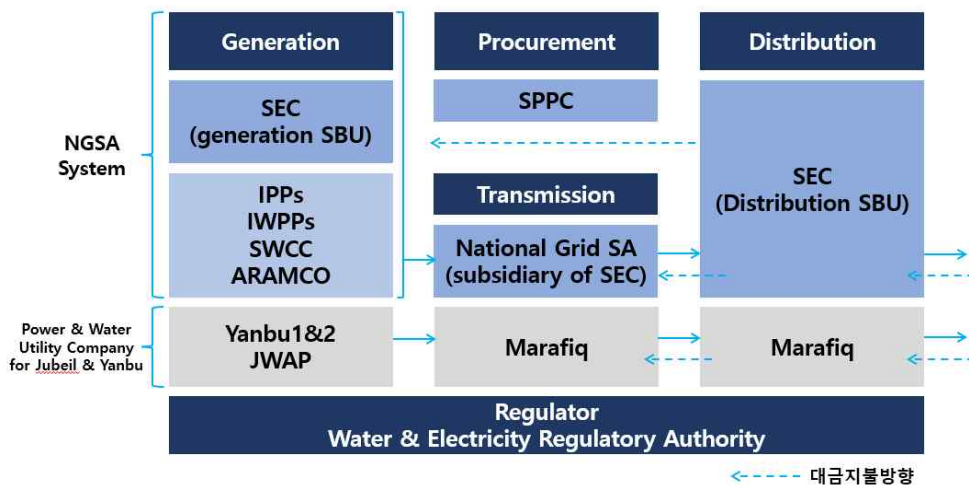 Generation
Procurement
Distribution
NGSA
System
SEC
(generation SBU)
SPPC
SEC
(Distribution SBU)
IPPs
IWPPs
SWCC
ARAMCO
Transmission
National Grid SA
(subsidiary of SEC)
Power & Water
Utility Company
for Jubeil & Yanbu
Yanbu1&2
JWAP
Marafiq
Marafiq
Regulator
Water & Electricity Regulatory Authority
대금지불방향